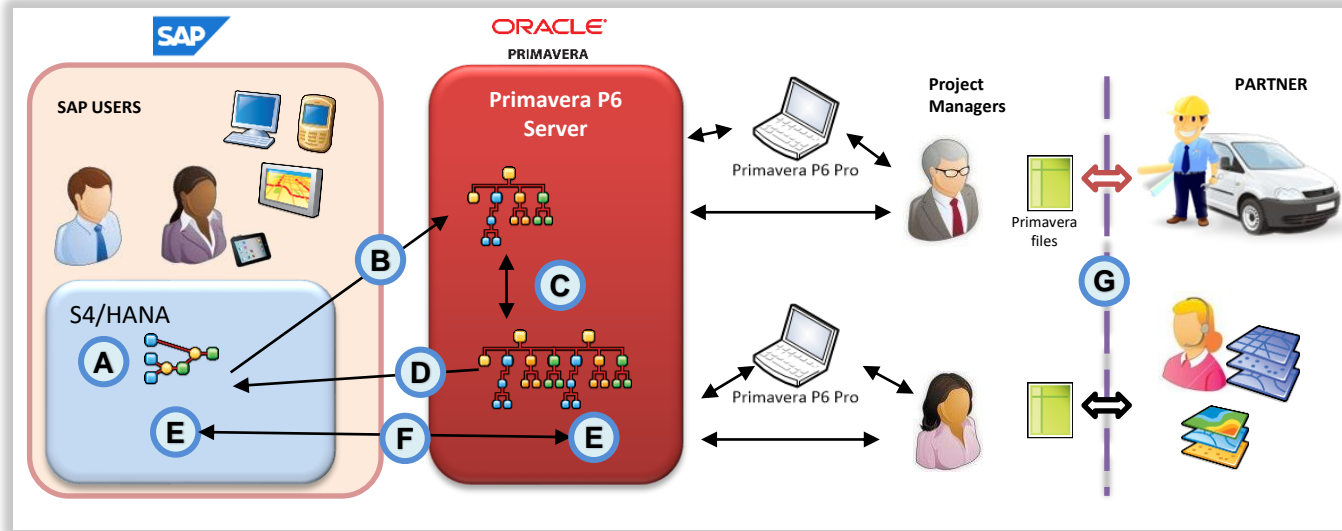 SAP
ORACLE
PRIMAVERA
SAP USERS
Primavera P6
Server
Project
Managers
PARTNER
Primavera P6 Pro
Primavera
files
B
C
G
S4/HANA
A
D
Primavera P6 Pro
E
F
E